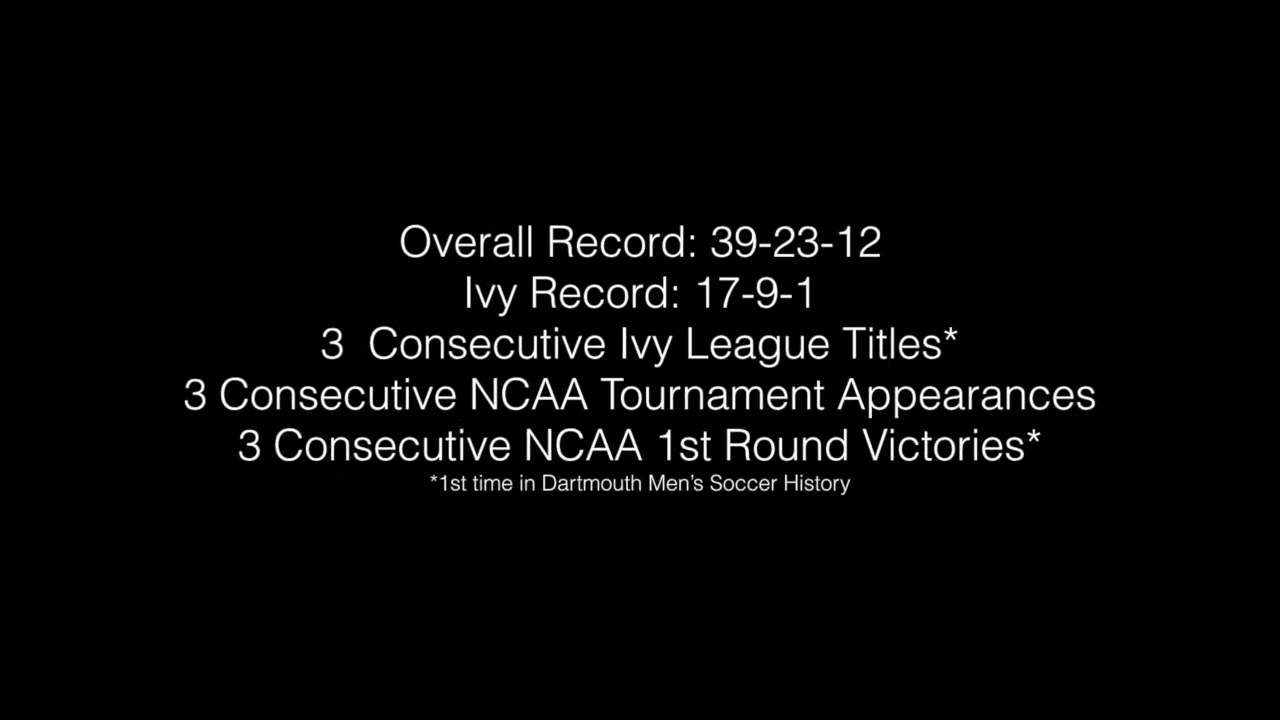 Overall Record: 39-23-12
Ivy Record: 17-9-1
3  Consecutive Ivy League Titles*
3 Consecutive NCAA Tournament Appearances
3 Consecutive NCAA 1st Round Victories*
*1st time in Dartmouth Men’s Soccer History